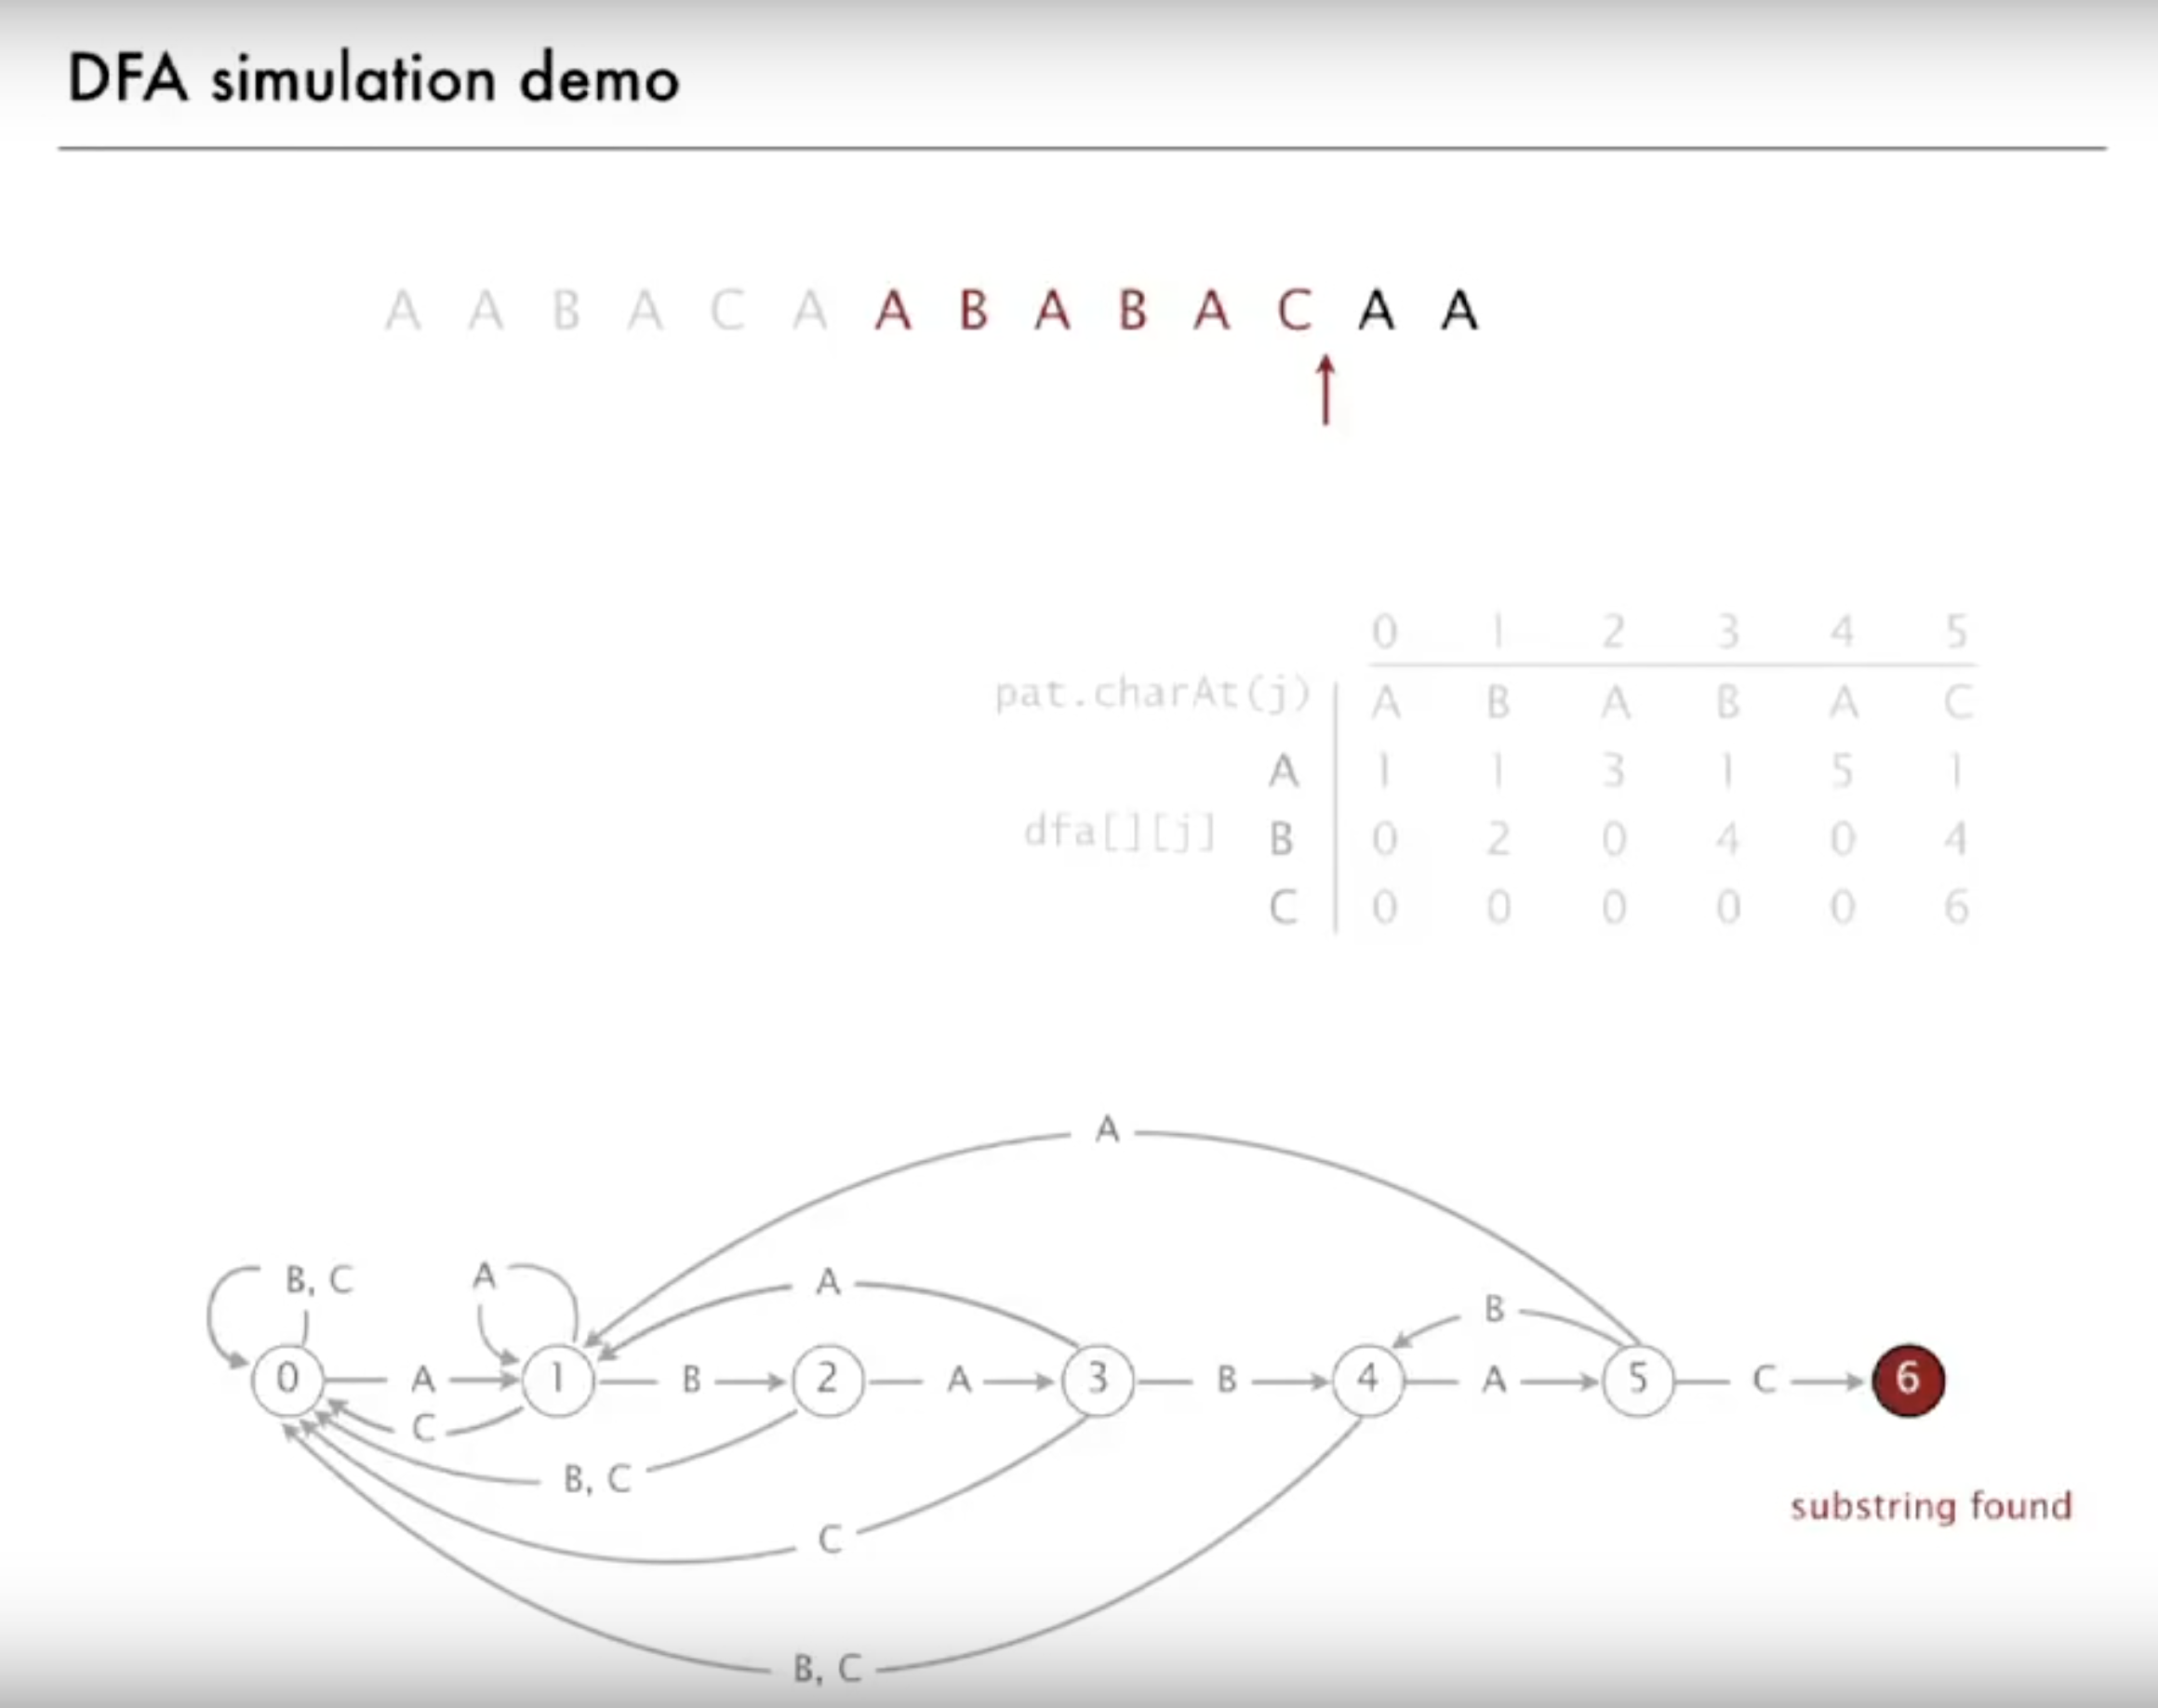 DFA simulation demo
A A B A C A A B A B A C A A
0 1 2 3 4 5
pat.charAt(j) A B A B A C
A 1 1 3 1 5 1
dfa[][j] B 0 2 0 4 0 4
C 0 0 0 0 0 6
A
B, C A A B
0 A 1 B 2 A 3 B 4 A 5 C 6
C
B, C
substring found
C
B, C